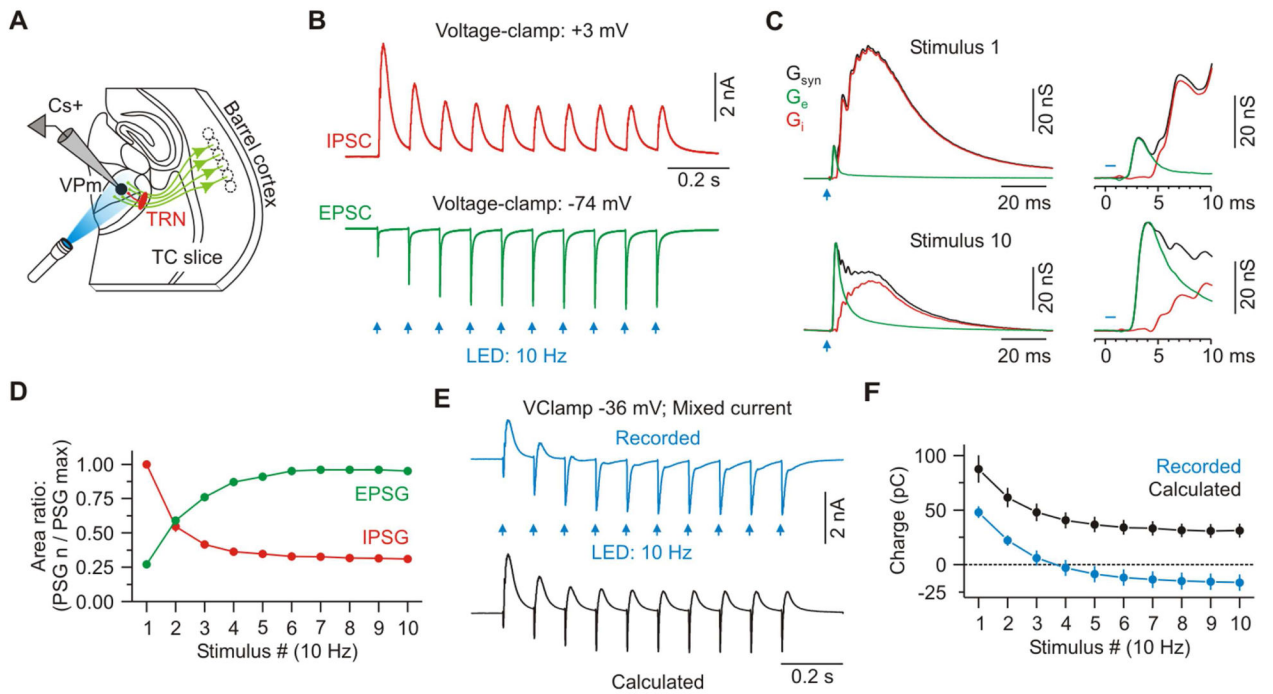 A
Cs+
VPm
TRN
TC slice
Barrel cortex
B
Voltage-clamp: +3 mV
IPSC
2 nA
0.2 s
Voltage-clamp: -74 mV
EPSC
LED: 10 Hz
C
Stimulus 1
Gsyn
Ge
Gi
20 nS
20 ms
20 nS
0 5 10 ms
Stimulus 10
20 nS
20 ms
20 nS
0 5 10 ms
D
Area ratio:
(PSG n / PSG max)
1.00
0.75
0.50
0.25
0.00
EPSG
IPSG
1 2 3 4 5 6 7 8 9 10
Stimulus # (10 Hz)
E
VClamp -36 mV; Mixed current
Recorded
LED: 10 Hz
2 nA
Calculated
0.2 s
F
Charge (pC)
100
50
0
-25
Recorded
Calculated
1 2 3 4 5 6 7 8 9 10
Stimulus # (10 Hz)